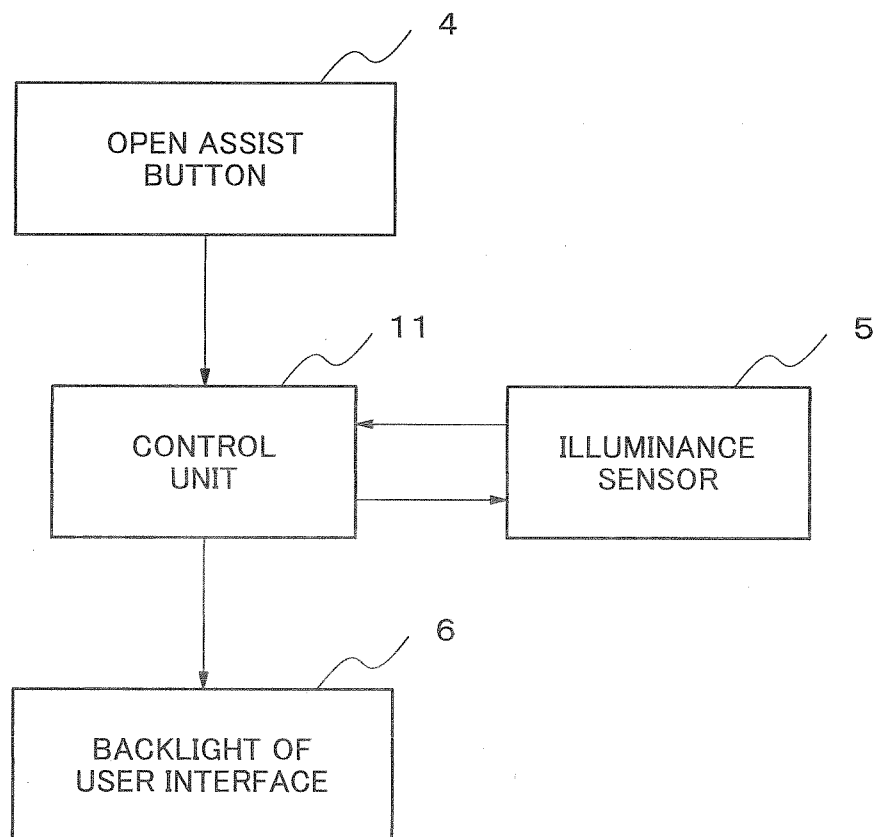 4
OPEN ASSIST
BUTTON
11
5
CONTROL
UNIT
ILLUMINANCE
SENSOR
6
BACKLIGHT OF
USER INTERFACE